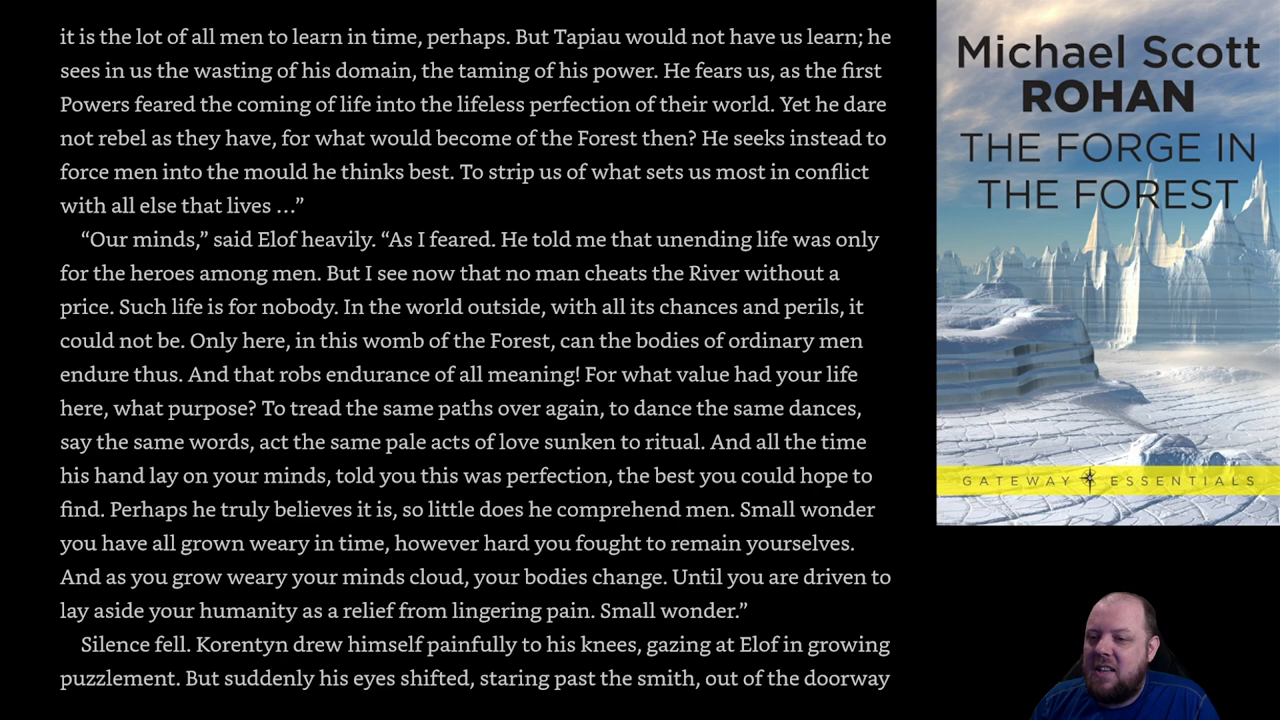 it is the lot of all men to learn in time, perhaps. But Tapiau would not have us learn; he
sees in us the wasting of his domain, the taming of his power. He fears us, as the first
Powers feared the coming of life into the lifeless perfection of their world. Yet he dare
not rebel as they have, for what would become of the Forest then? He seeks instead to
force men into the mould he thinks best. To strip us of what sets us most in conflict
with all else that lives …”
“Our minds,” said Elof heavily. “As I feared. He told me that unending life was only
for the heroes among men. But I see now that no man cheats the River without a
price. Such life is for nobody. In the world outside, with all its chances and perils, it
could not be. Only here, in this womb of the Forest, can the bodies of ordinary men
endure thus. And that robs endurance of all meaning! For what value had your life
here, what purpose? To tread the same paths over again, to dance the same dances,
say the same words, act the same pale acts of love sunken to ritual. And all the time
his hand lay on your minds, told you this was perfection, the best you could hope to
find. Perhaps he truly believes it is, so little does he comprehend men. Small wonder
you have all grown weary in time, however hard you fought to remain yourselves.
And as you grow weary your minds cloud, your bodies change. Until you are driven to
lay aside your humanity as a relief from lingering pain. Small wonder.”
Silence fell. Korentyn drew himself painfully to his knees, gazing at Elof in growing
puzzlement. But suddenly his eyes shifted, staring past the smith, out of the doorway
Michael Scott
ROHAN
THE FORGE IN
THE FOREST
GATEWAY ESSENTIALS